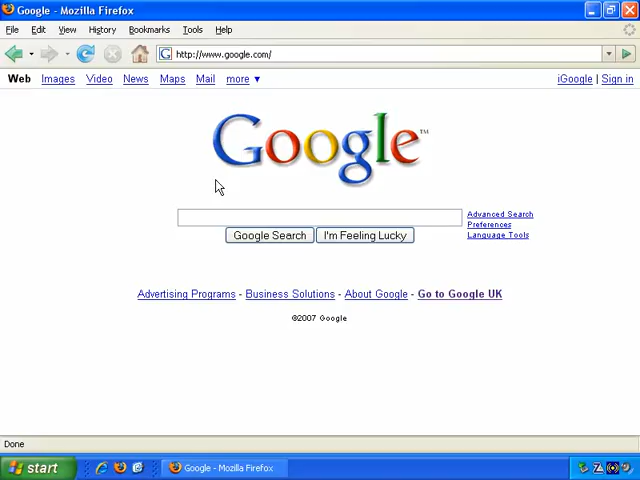 Google - Mozilla Firefox
File Edit View History Bookmarks Tools Help
http://www.google.com/
Web Images Video News Maps Mail more ▼ iGoogle | Sign in
Google™
Advanced Search
Preferences
Language Tools
Google Search I'm Feeling Lucky
Advertising Programs - Business Solutions - About Google - Go to Google UK
©2007 Google
Done
start Google - Mozilla Firefox